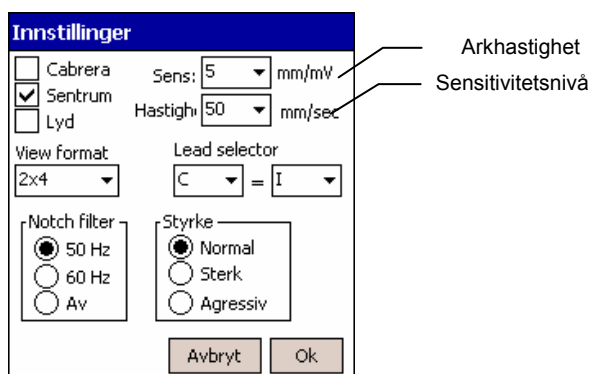 Innstillinger
Cabrera
Sentrum
Lyd
Sens: 5 mm/mV
Hastigh 50 mm/sec
Arkhastighet
Sensitivitetsnivå
View format
2x4
Lead selector
C = I
Notch filter
50 Hz
60 Hz
Av
Styrke
Normal
Sterk
Agressiv
Avbryt Ok